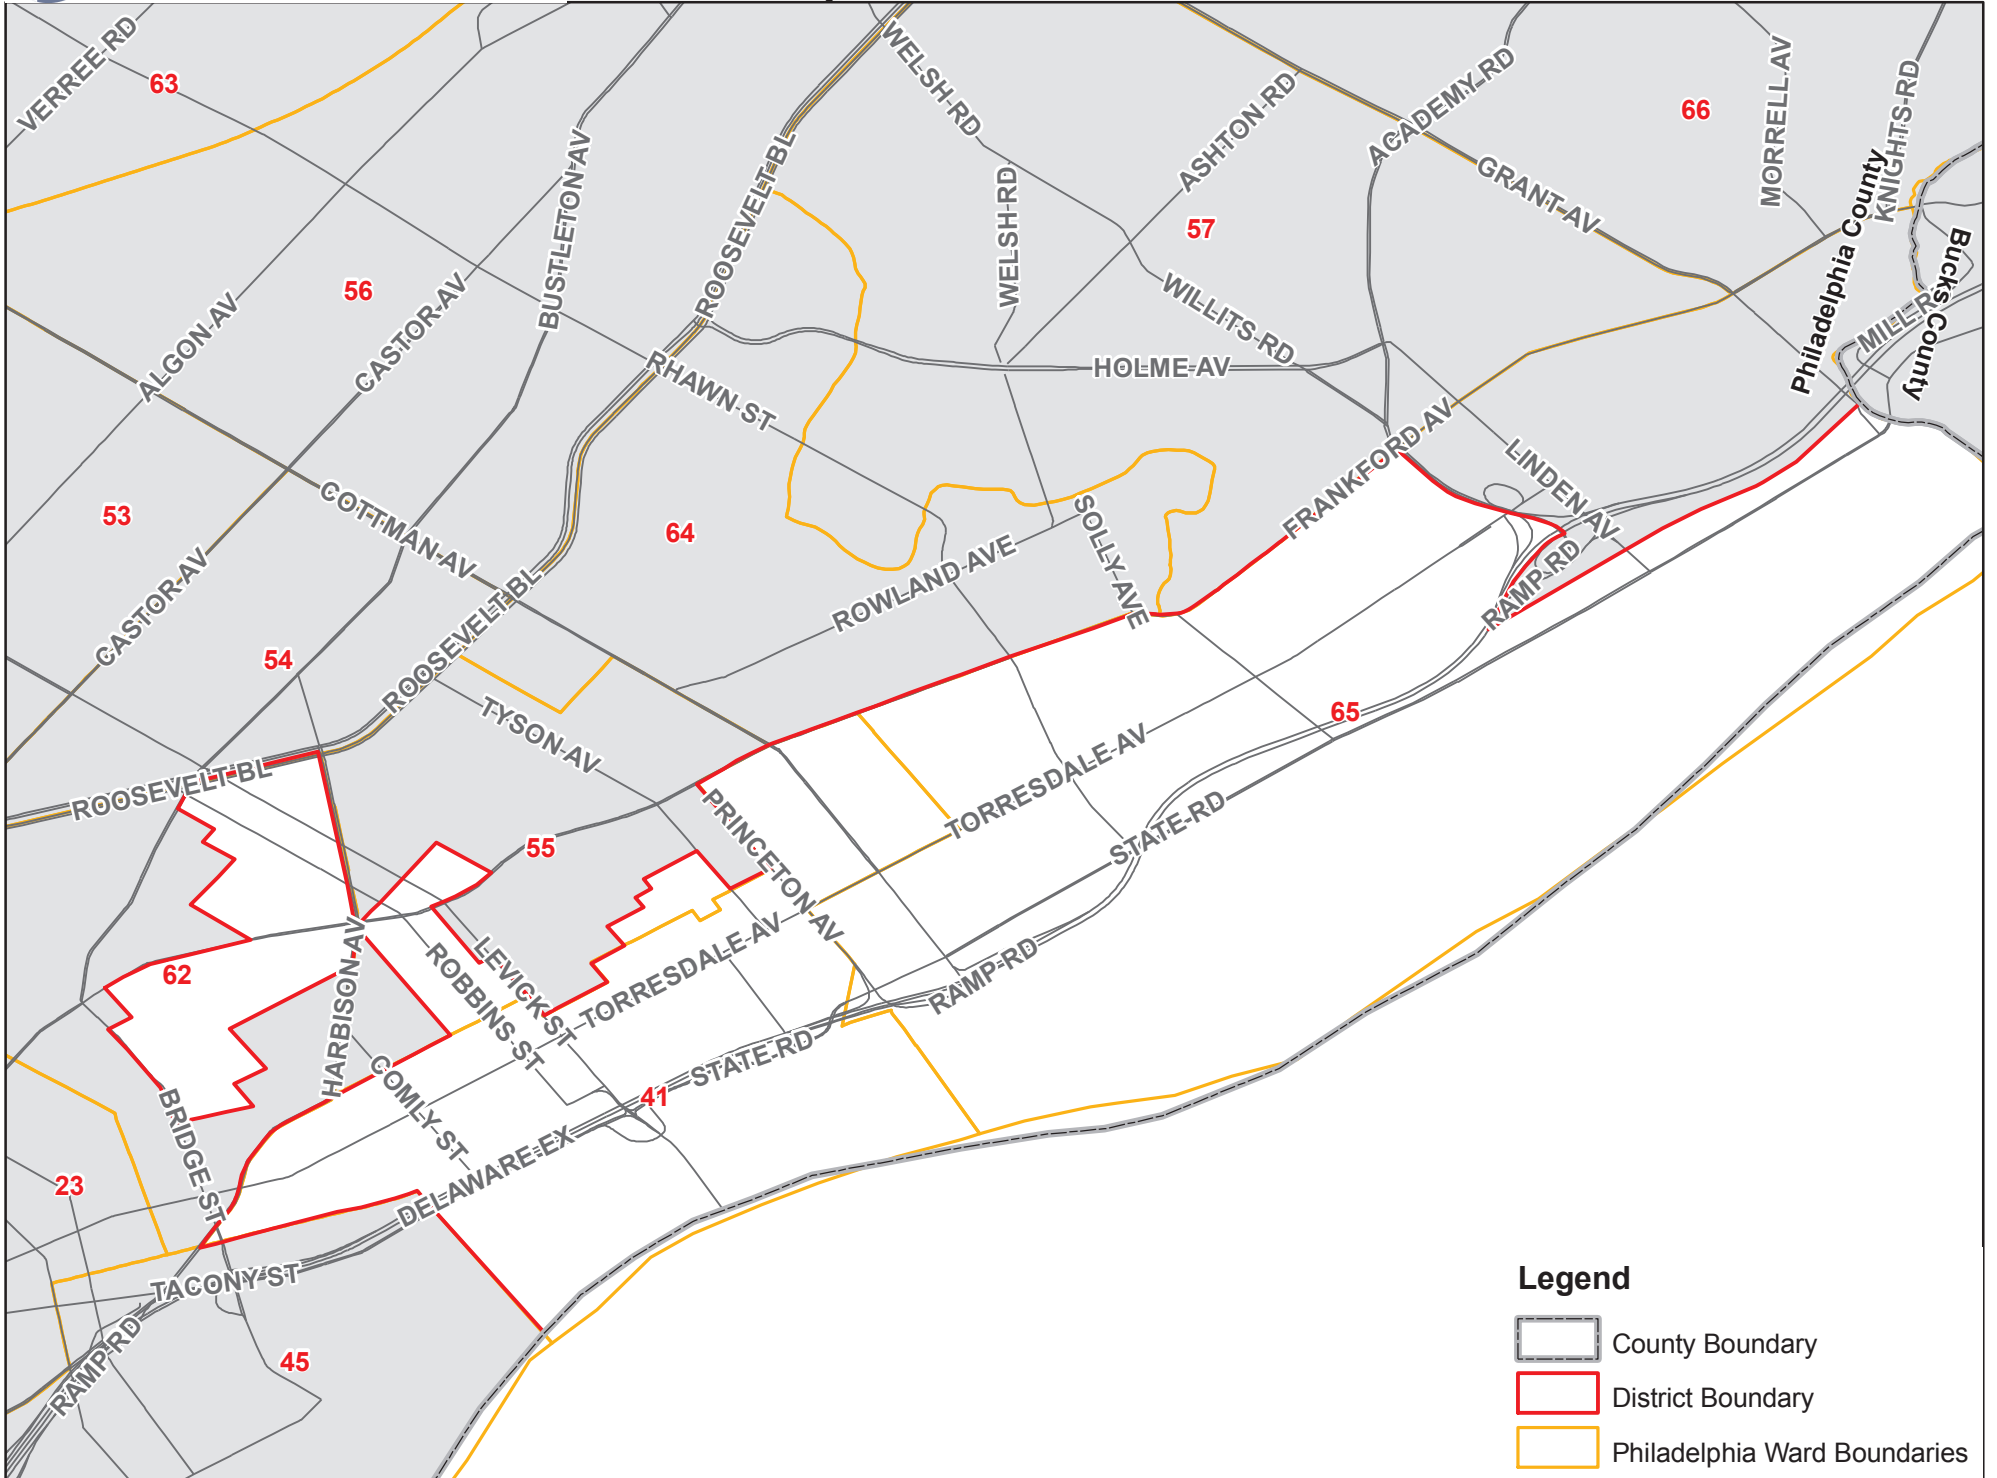 VERREE RD
63
WELSH RD
ACADEMY RD
MORRELL AV
KNIGHTS RD
66
ASHTON RD
BUSTLETON AV
ROOSEVELT BL
WELSH RD
57
GRANT AV
Philadelphia County
Bucks County
56
ALGON AV
CASTOR AV
WILLITS RD
MILL R
RHAWN ST
HOLME AV
FRANKFORD AV
LINDEN AV
53
COTTMAN AV
64
SOLLY AVE
ROWLAND AVE
RAMP RD
CASTOR AV
54
ROOSEVELT BL
TYSON AV
65
ROOSEVELT BL
PRINCETON AV
TORRESDALE AV
STATE RD
55
62
HARBISON AV
ROBBINS ST
LEVICK ST
TORRESDALE AV
RAMP RD
STATE RD
41
COMLY ST
BRIDGE ST
DELAWARE EX
23
TACONY ST
RAMP RD
45
Legend
County Boundary
District Boundary
Philadelphia Ward Boundaries